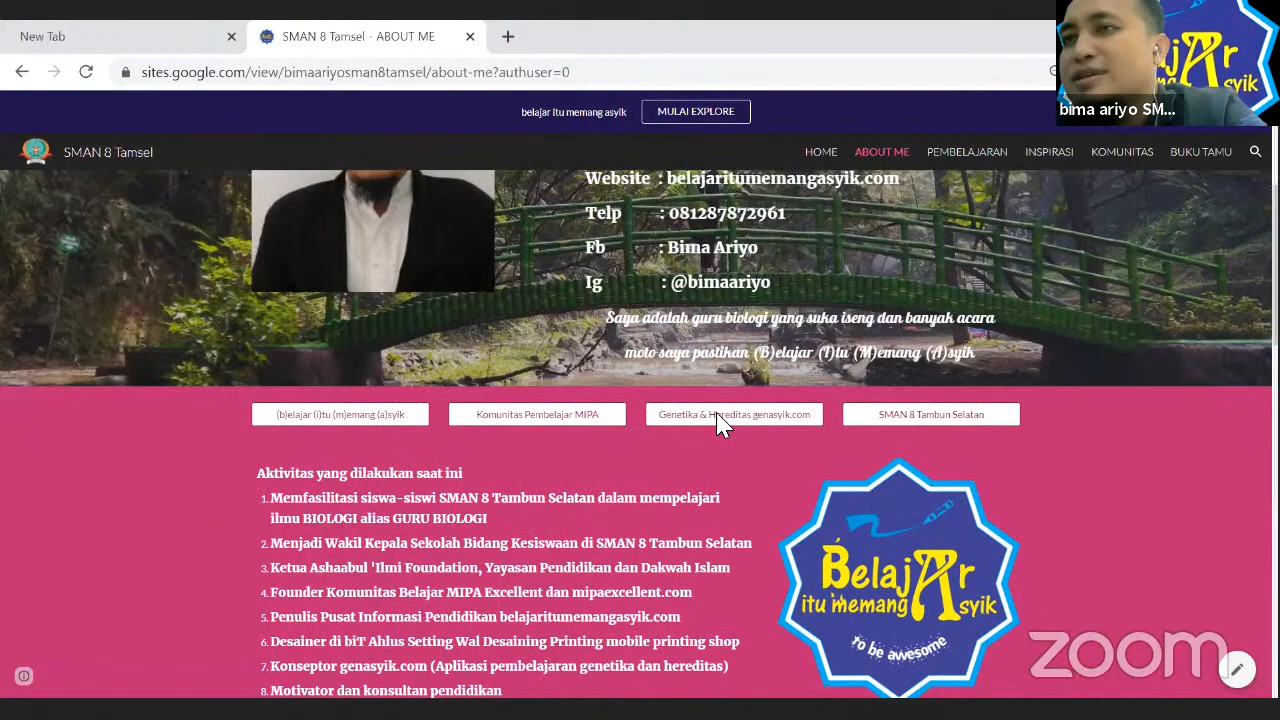 New Tab
SMAN 8 Tamsel - ABOUT ME
sites.google.com/view/bimaariyosman8tamsel/about-me?authuser=0
bima ariyo SM...
belajar itu memang asyik
MULAI EXPLORE
SMAN 8 Tamsel
HOME
ABOUT ME
PEMBELAJARAN
INSPIRASI
KOMUNITAS
BUKU TAMU
Website : belajaritumemangasyik.com
Telp : 081287872961
Fb : Bima Ariyo
Ig : @bimaariyo
Saya adalah guru biologi yang suka iseng dan banyak acara
moto saya pastikan (B)elajar (I)tu (M)emang (A)syik
(b)elajar (i)tu (m)emang (a)syik
Komunitas Pembelajar MIPA
Genetika & Hereditas genasyik.com
SMAN 8 Tambun Selatan
Aktivitas yang dilakukan saat ini
1. Memfasilitasi siswa-siswi SMAN 8 Tambun Selatan dalam mempelajari
ilmu BIOLOGI alias GURU BIOLOGI
2. Menjadi Wakil Kepala Sekolah Bidang Kesiswaan di SMAN 8 Tambun Selatan
3. Ketua Ashaabul 'Ilmi Foundation, Yayasan Pendidikan dan Dakwah Islam
4. Founder Komunitas Belajar MIPA Excellent dan mipaexcellent.com
5. Penulis Pusat Informasi Pendidikan belajaritumemangasyik.com
6. Desainer di biT Ahlus Setting Wal Desaining Printing mobile printing shop
7. Konseptor genasyik.com (Aplikasi pembelajaran genetika dan hereditas)
8. Motivator dan konsultan pendidikan
BelajAr
itu memang Asyik
to be awesome
zoom